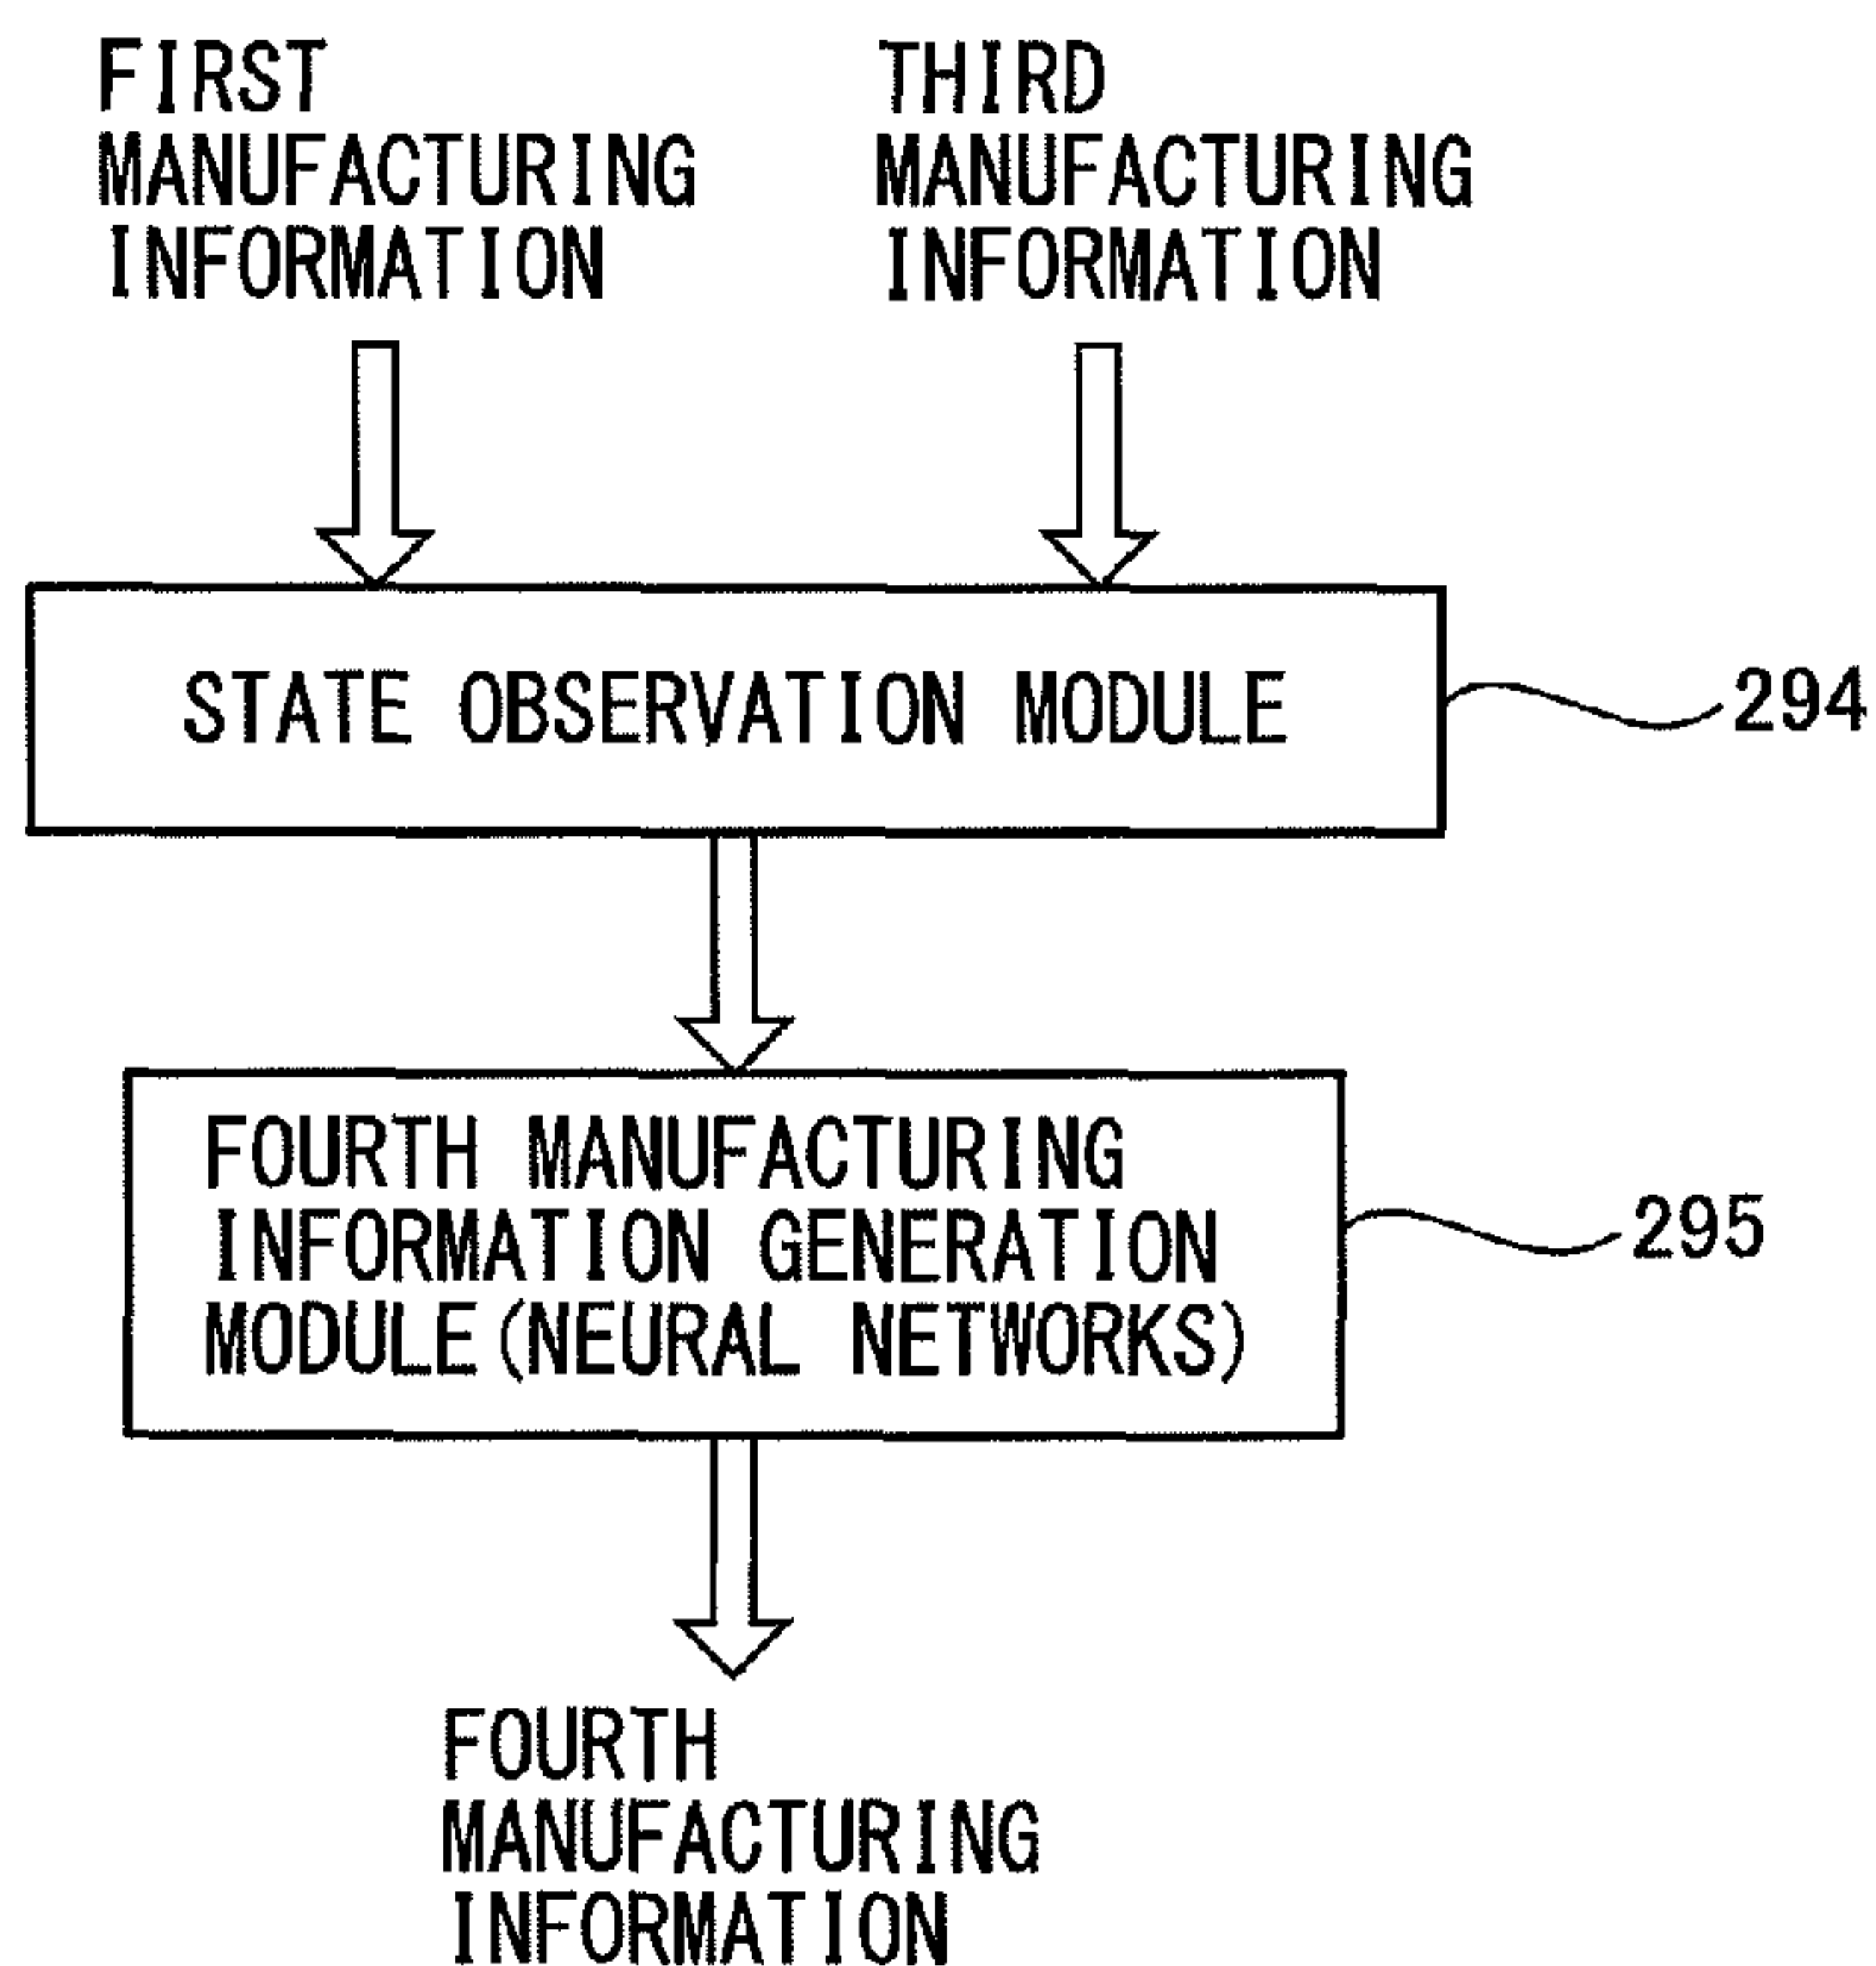 FIRST
MANUFACTURING
INFORMATION
THIRD
MANUFACTURING
INFORMATION
STATE OBSERVATION MODULE
294
FOURTH MANUFACTURING
INFORMATION GENERATION
MODULE(NEURAL NETWORKS)
295
FOURTH
MANUFACTURING
INFORMATION